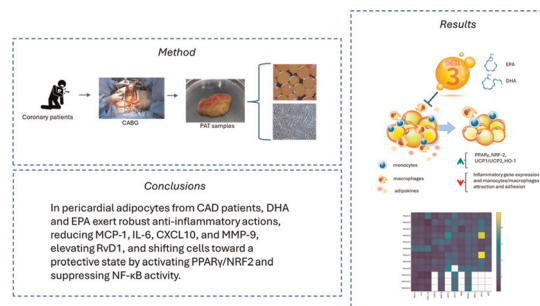 Method
Coronary patients
CABG
PAT samples
Conclusions
In pericardial adipocytes from CAD patients, DHA
and EPA exert robust anti-inflammatory actions,
reducing MCP-1, IL-6, CXCL10, and MMP-9,
elevating RvD1, and shifting cells toward a
protective state by activating PPARγ/NRF2 and
suppressing NF-κB activity.
Results
3
EPA
DHA
monocytes
macrophages
adipokines
PPARγ, NRF-2,
UCP1/UCP2, HO-1
Inflammatory gene expression
and monocytes/macrophages
attraction and adhesion